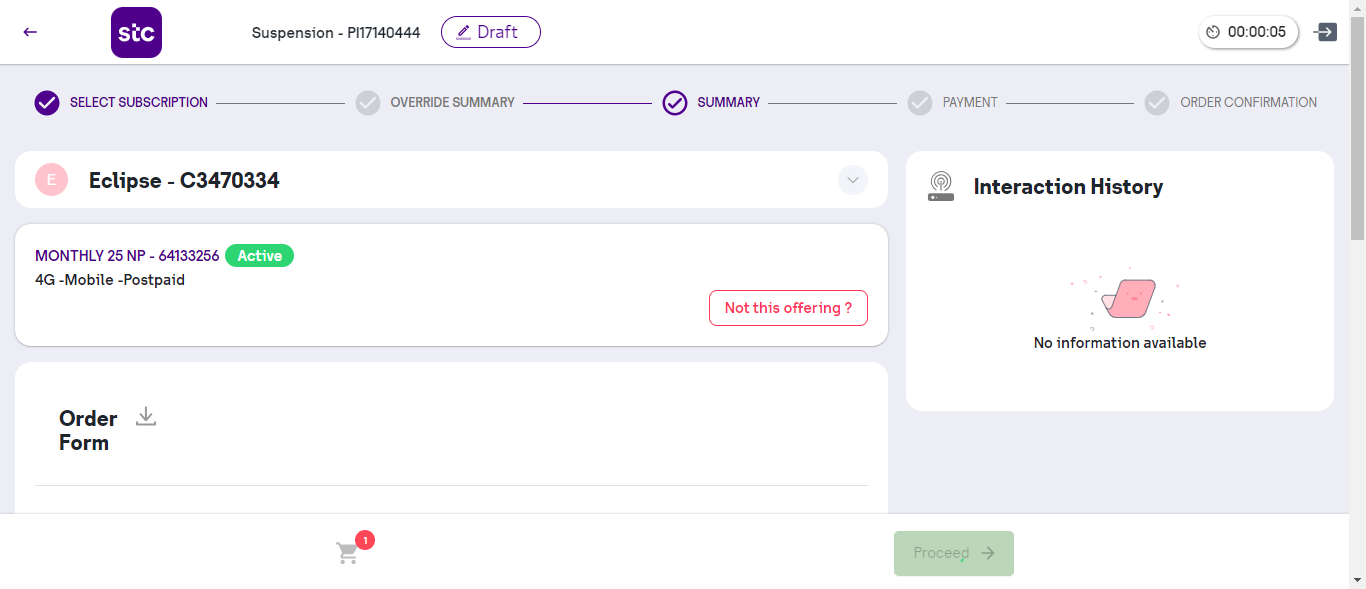 stc
Suspension - PI17140444
Draft
00:00:05
SELECT SUBSCRIPTION
OVERRIDE SUMMARY
SUMMARY
PAYMENT
ORDER CONFIRMATION
E
Eclipse - C3470334
Interaction History
MONTHLY 25 NP - 64133256
Active
4G -Mobile -Postpaid
Not this offering ?
No information available
Order
Form
1
Proceed